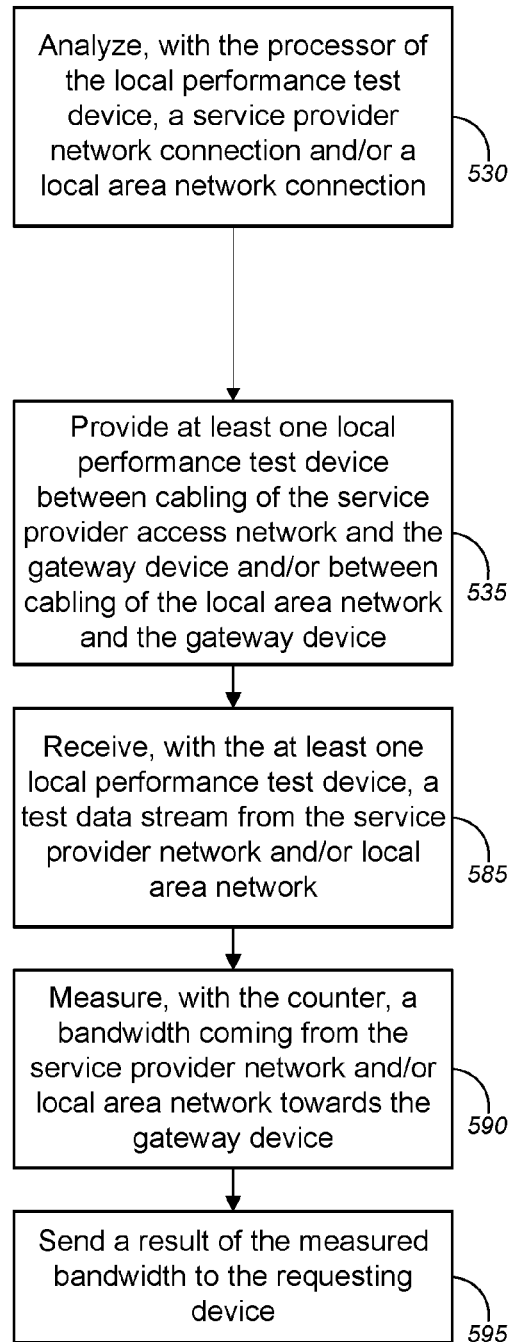 Analyze, with the processor of
the local performance test
device, a service provider
network connection and/or a
local area network connection
530
Provide at least one local
performance test device
between cabling of the service
provider access network and the
gateway device and/or between
cabling of the local area network
and the gateway device
535
Receive, with the at least one
local performance test device, a
test data stream from the service
provider network and/or local
area network
585
Measure, with the counter, a
bandwidth coming from the
service provider network and/or
local area network towards the
gateway device
590
Send a result of the measured
bandwidth to the requesting
device
595